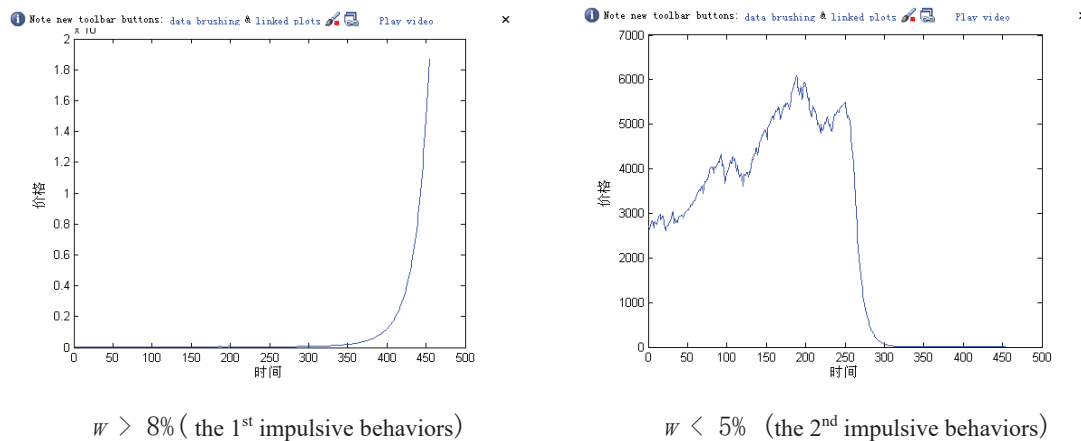 Note new toolbar buttons: data brushing & linked plots Play video ×
2
1.8
1.6
1.4
1.2
1
0.8
0.6
0.4
0.2
0
价格
0 50 100 150 200 250 300 350 400 450 500
时间
w > 8%( the 1st impulsive behaviors)
Note new toolbar buttons: data brushing & linked plots Play video
7000
6000
5000
4000
3000
2000
1000
0
价格
0 50 100 150 200 250 300 350 400 450 500
时间
w < 5% (the 2nd impulsive behaviors)